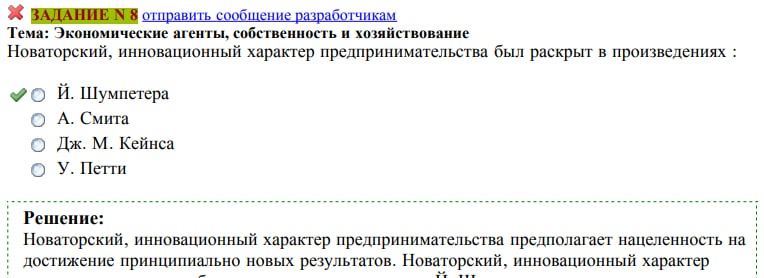 ЗАДАНИЕ N 8 отправить сообщение разработчикам
Тема: Экономические агенты, собственность и хозяйствование
Новаторский, инновационный характер предпринимательства был раскрыт в произведениях :
Й. Шумпетера
А. Смита
Дж. М. Кейнса
У. Петти
Решение:
Новаторский, инновационный характер предпринимательства предполагает нацеленность на
достижение принципиально новых результатов. Новаторский, инновационный характер